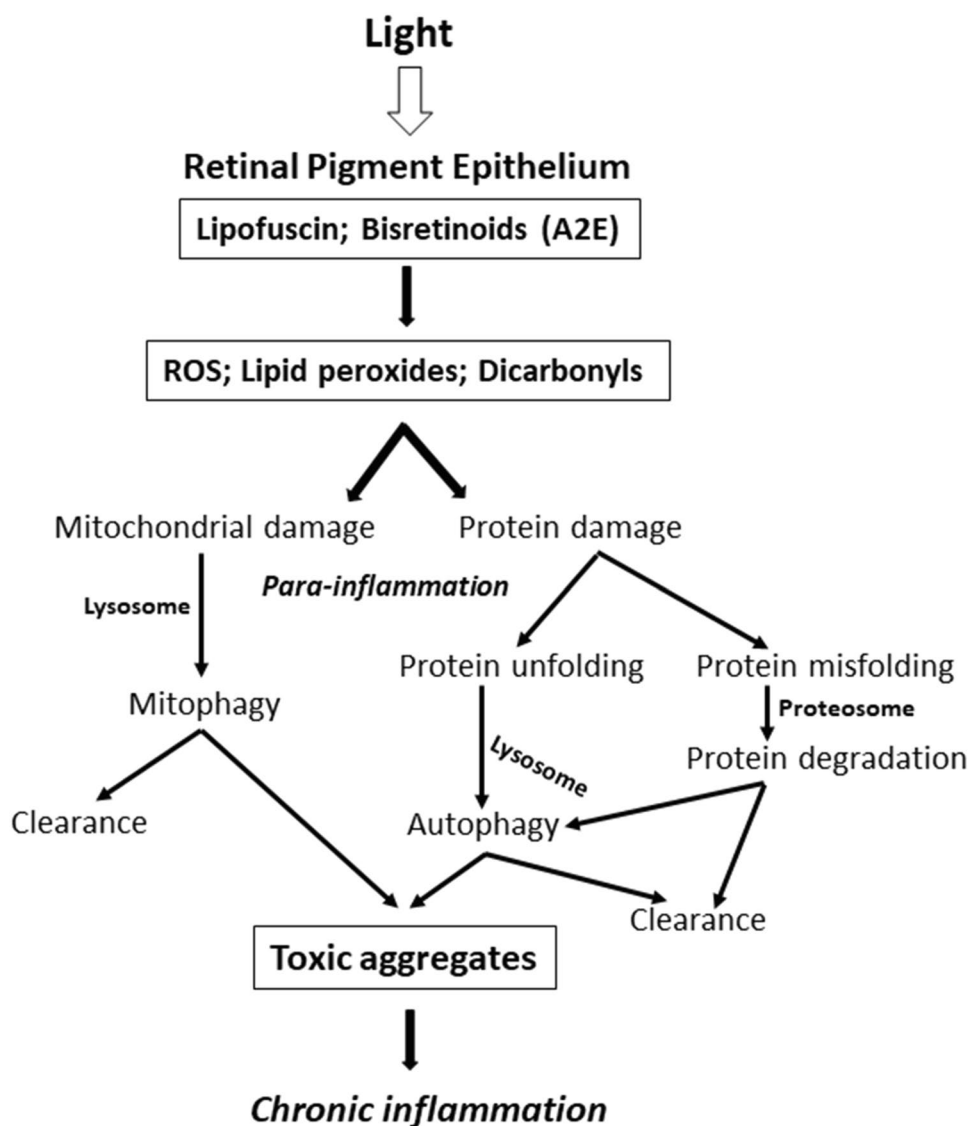 Light
Retinal Pigment Epithelium
Lipofuscin; Bisretinoids (A2E)
ROS; Lipid peroxides; Dicarbonyls
Mitochondrial damage
Protein damage
Para-inflammation
Lysosome
Protein unfolding
Protein misfolding
Mitophagy
Proteosome
Lysosome
Protein degradation
Clearance
Autophagy
Clearance
Toxic aggregates
Chronic inflammation